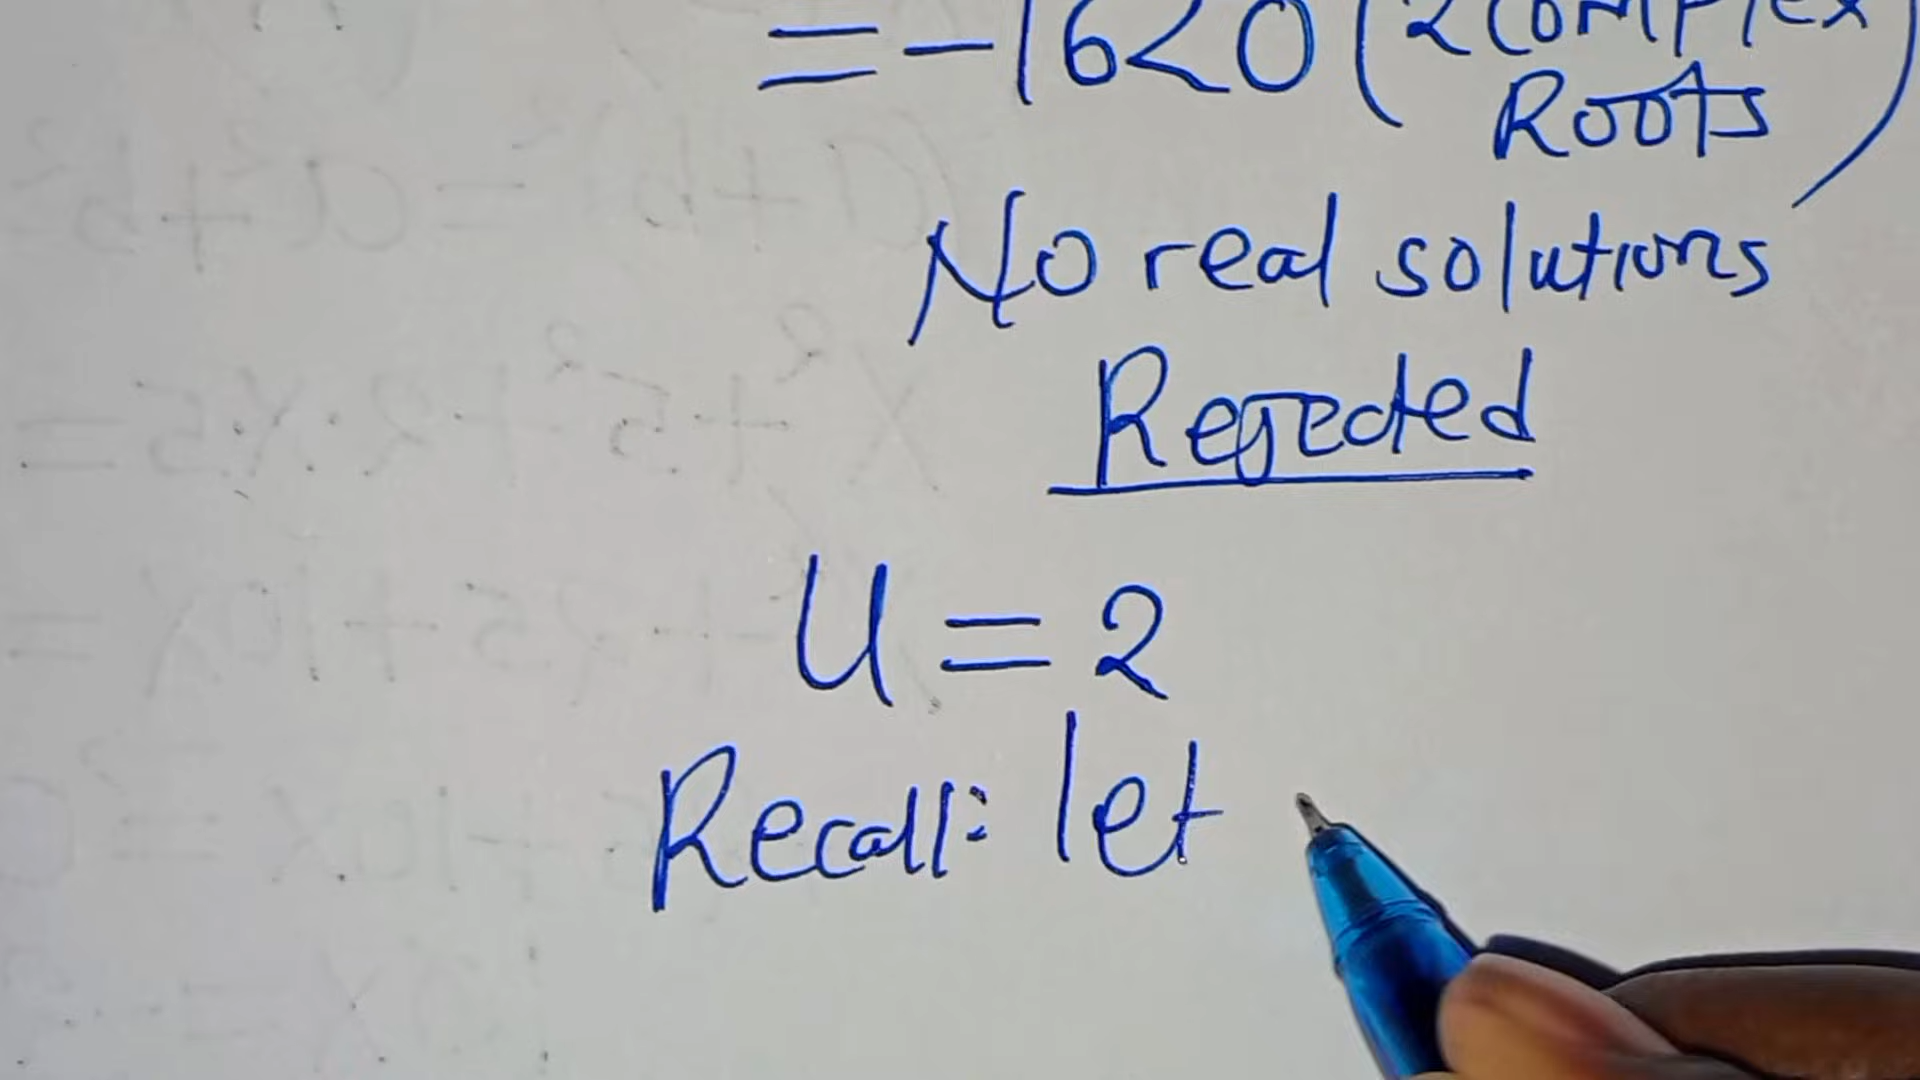 = -1620 (2 complex
Roots)
No real solutions
Rejected
U = 2
Recall: let